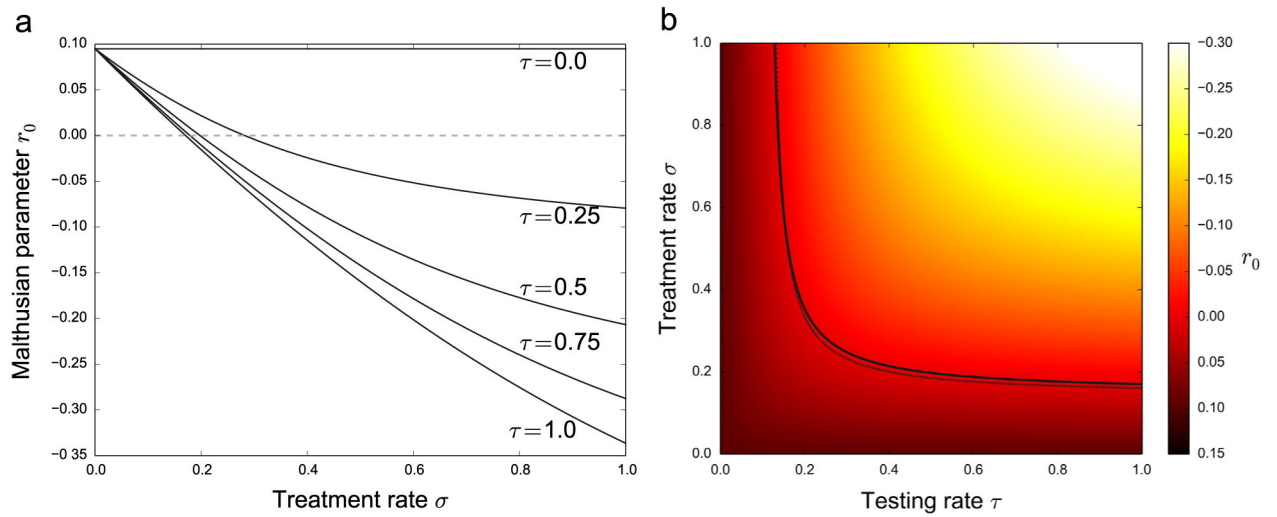 a
0.10
0.05
0.00
−0.05
−0.10
−0.15
−0.20
−0.25
−0.30
−0.35
Malthusian parameter r₀
τ=0.0
τ=0.25
τ=0.5
τ=0.75
τ=1.0
0.0 0.2 0.4 0.6 0.8 1.0
Treatment rate σ
b
1.0
0.8
0.6
0.4
0.2
0.0
Treatment rate σ
0.0 0.2 0.4 0.6 0.8 1.0
Testing rate τ
−0.30
−0.25
−0.20
−0.15
−0.10
−0.05
0.00
0.05
0.10
0.15
r₀